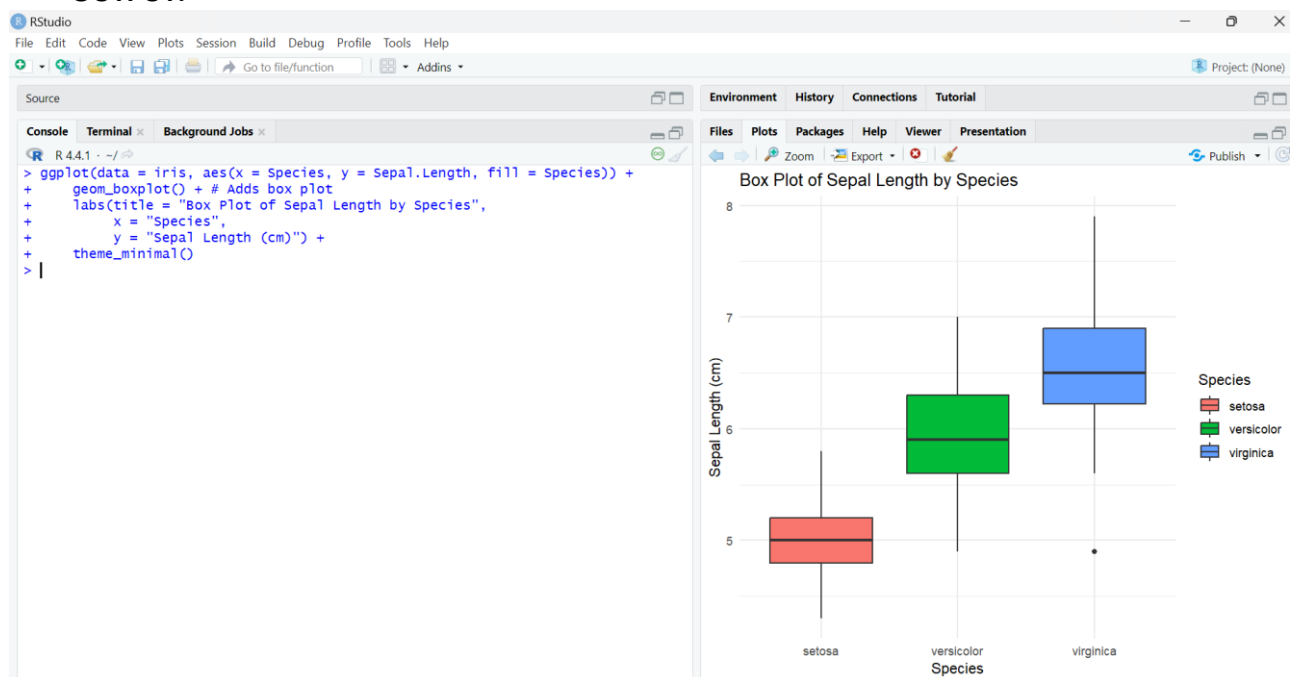 RStudio
File Edit Code View Plots Session Build Debug Profile Tools Help
Go to file/function Addins
Project: (None)
Source
Console Terminal Background Jobs
R 4.4.1 · ~/
> ggplot(data = iris, aes(x = Species, y = Sepal.Length, fill = Species)) +
+ geom_boxplot() + # Adds box plot
+ labs(title = "Box Plot of Sepal Length by Species",
+ x = "Species",
+ y = "Sepal Length (cm)") +
+ theme_minimal()
>
Environment History Connections Tutorial
Files Plots Packages Help Viewer Presentation
Zoom Export Publish
Box Plot of Sepal Length by Species
8
7
6
5
Sepal Length (cm)
setosa versicolor virginica
Species
Species
setosa
versicolor
virginica